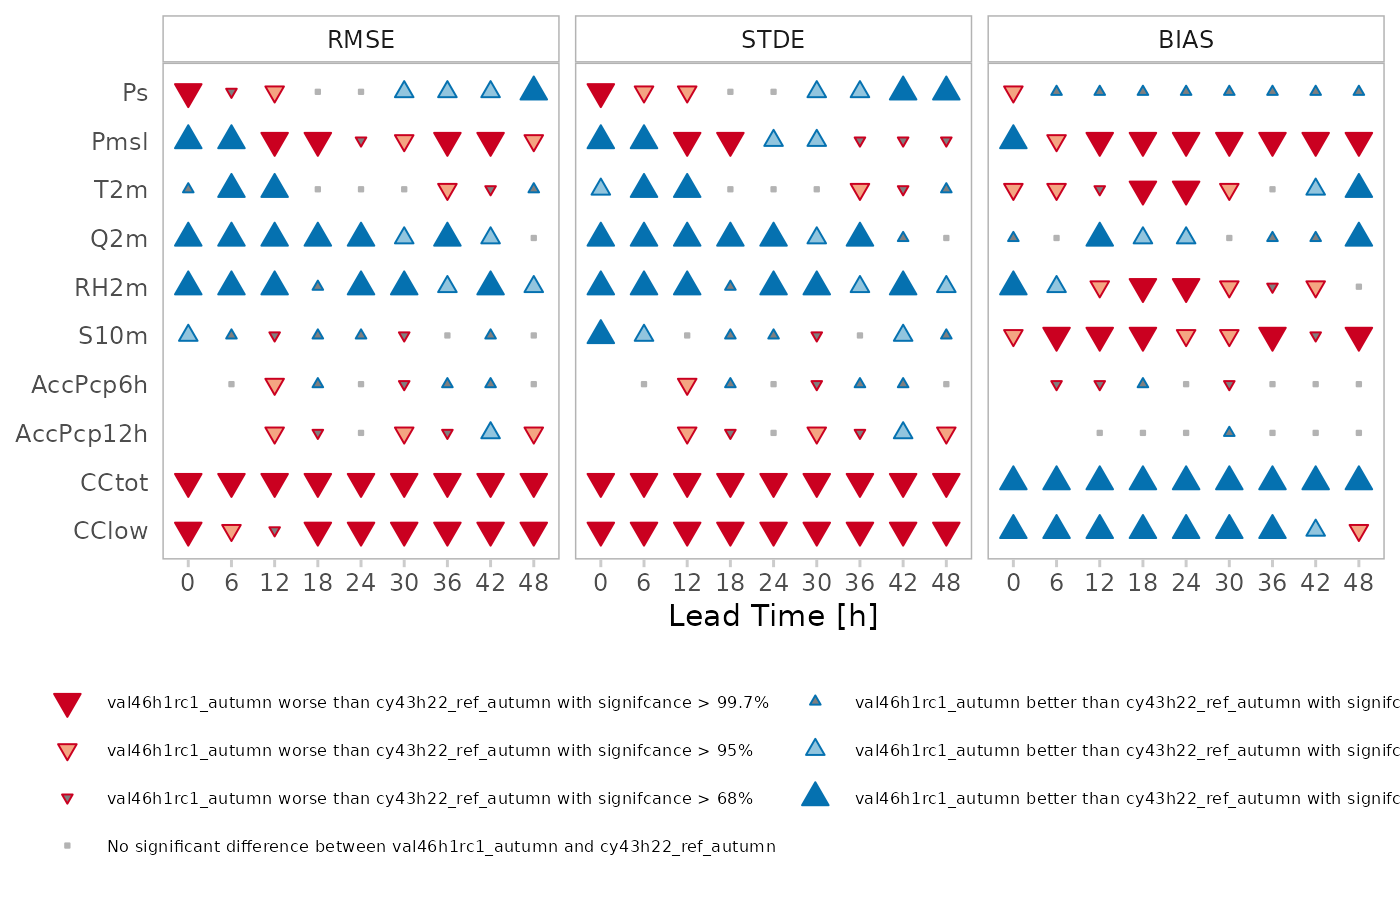 RMSE STDE BIAS
Ps
Pmsl
T2m
Q2m
RH2m
S10m
AccPcp6h
AccPcp12h
CCtot
CClow
0 6 12 18 24 30 36 42 48 0 6 12 18 24 30 36 42 48 0 6 12 18 24 30 36 42 48
Lead Time [h]
val46h1rc1_autumn worse than cy43h22_ref_autumn with signifcance > 99.7%
val46h1rc1_autumn worse than cy43h22_ref_autumn with signifcance > 95%
val46h1rc1_autumn worse than cy43h22_ref_autumn with signifcance > 68%
No significant difference between val46h1rc1_autumn and cy43h22_ref_autumn
val46h1rc1_autumn better than cy43h22_ref_autumn with signifc
val46h1rc1_autumn better than cy43h22_ref_autumn with signifc
val46h1rc1_autumn better than cy43h22_ref_autumn with signifc